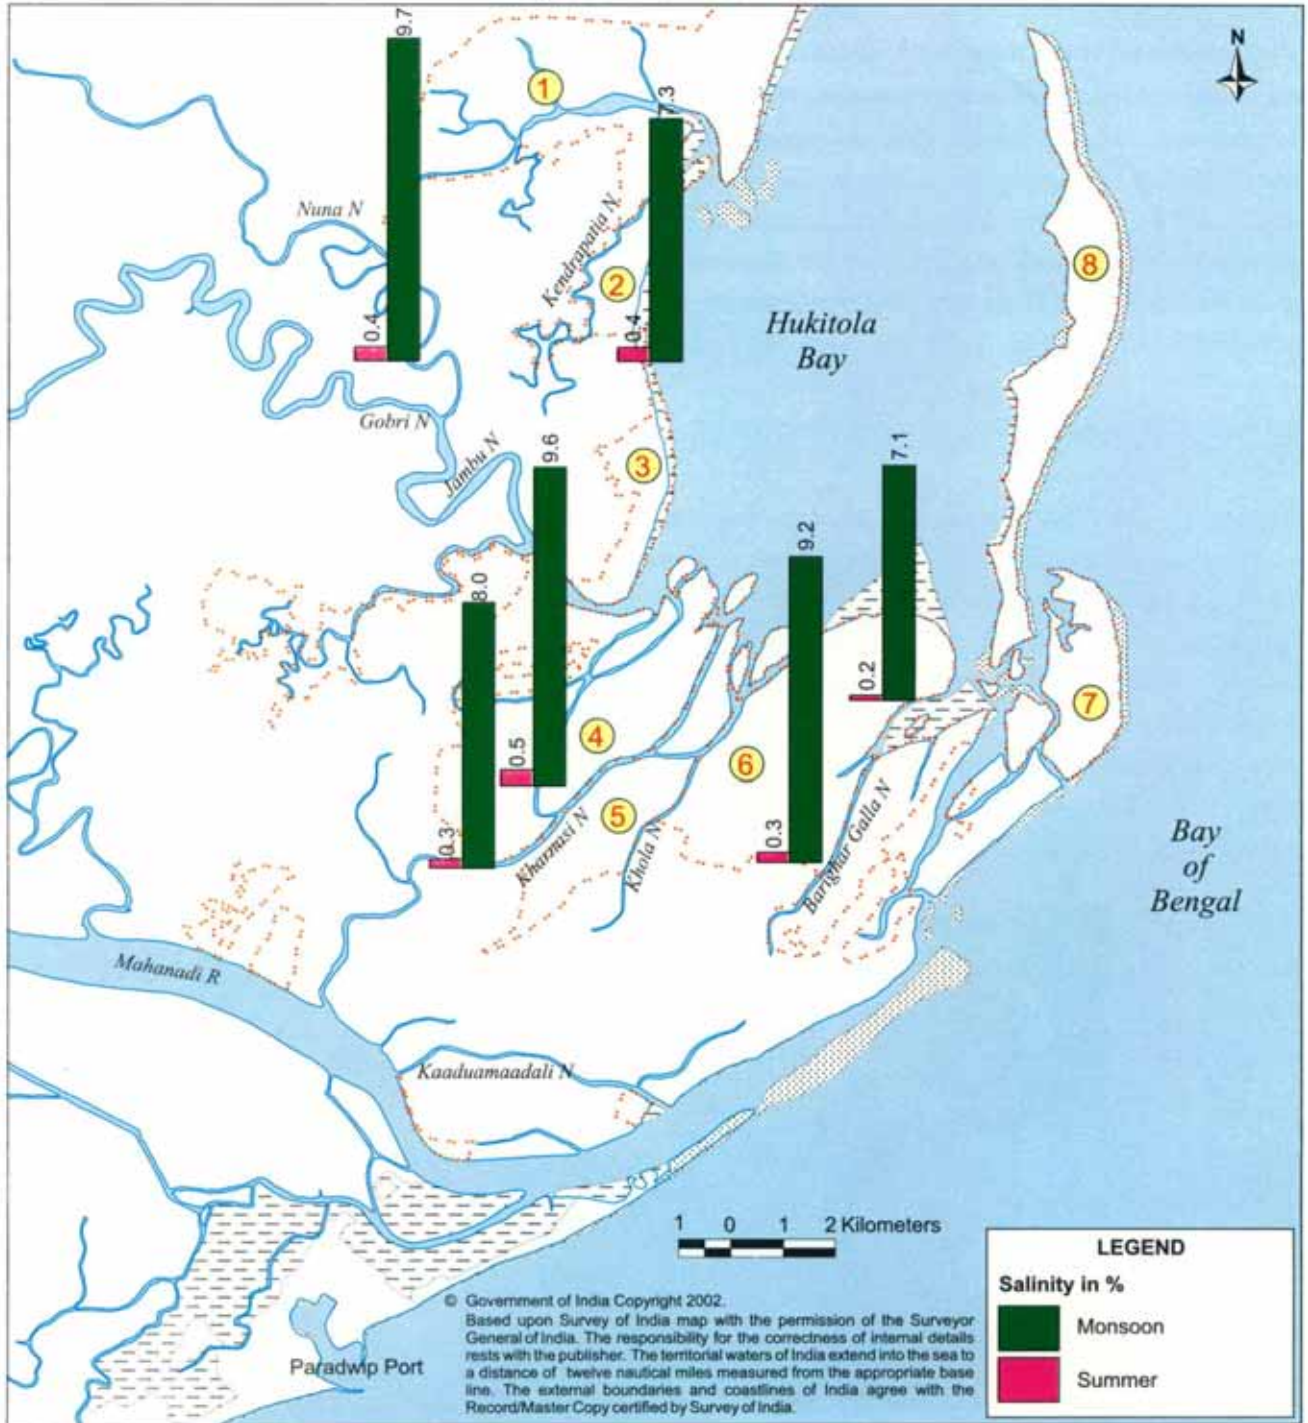 9.7
N
1
7.3
Nuna N
Kendrapatia N
2
8
0.4
0.4
Hukitola
Bay
Gobri N
Jambu N
3
9.6
7.1
9.2
8.0
0.2
7
4
0.5
6
5
0.3
0.3
Kharnasi N
Khola N
Barighar Galla N
Bay
of
Bengal
Mahanadi R
Kaaduamaadali N
1 0 1 2 Kilometers
LEGEND
Salinity in %
Monsoon
Summer
© Government of India Copyright 2002.
Based upon Survey of India map with the permission of the Surveyor
General of India. The responsibility for the correctness of internal details
rests with the publisher. The territorial waters of India extend into the sea to
a distance of twelve nautical miles measured from the appropriate base
line. The external boundaries and coastlines of India agree with the
Record/Master Copy certified by Survey of India.
Paradwip Port